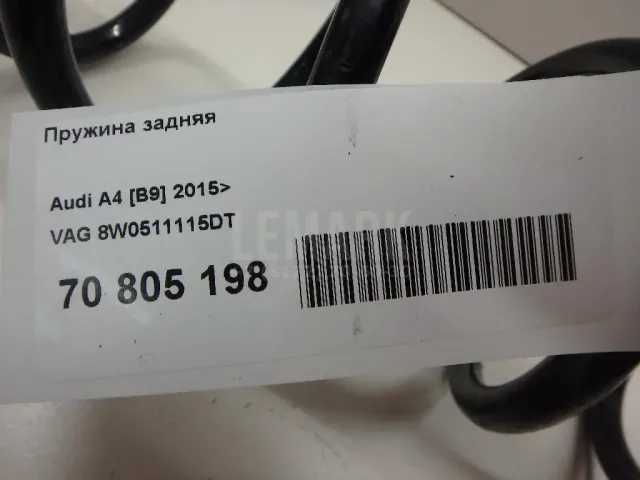 Пружина задняя
Audi A4 [B9] 2015>
VAG 8W0511115DT
LEMARK
70 805 198